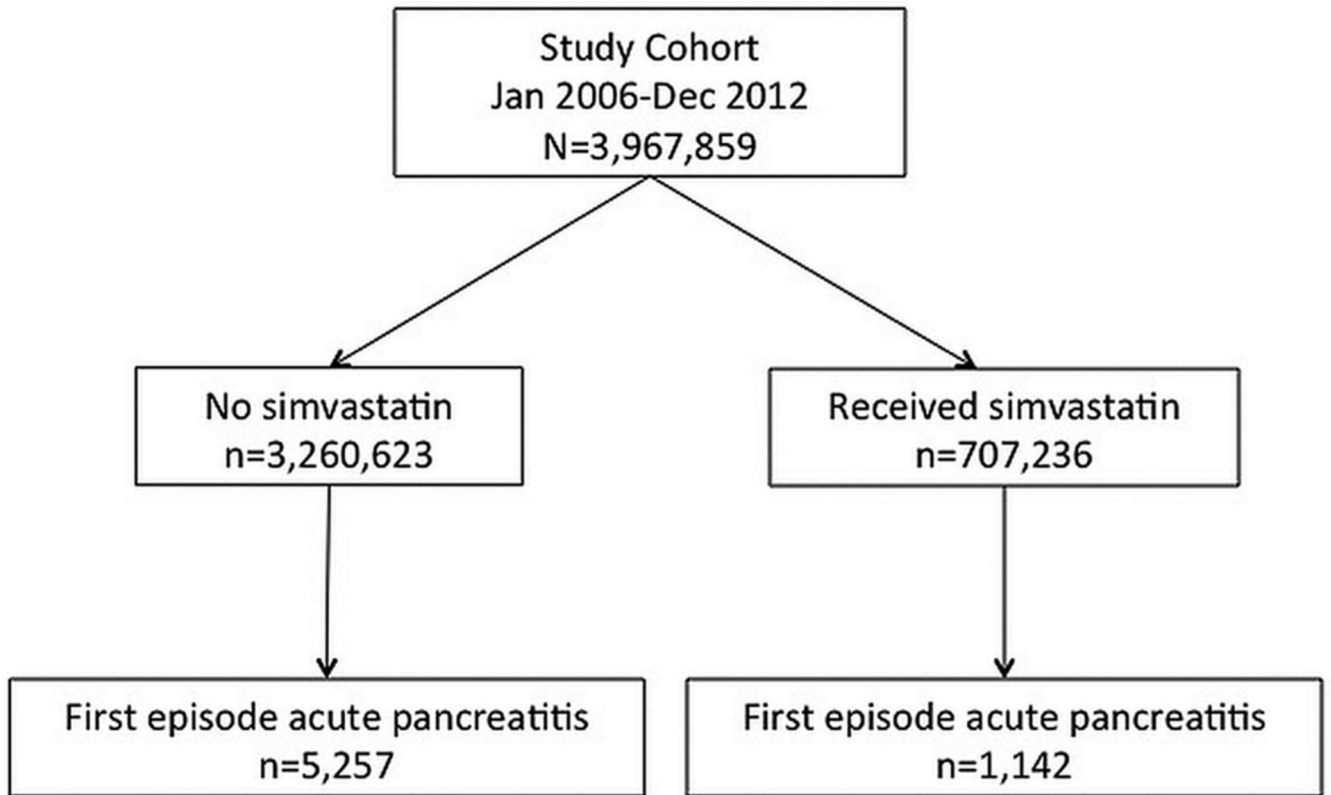 Study Cohort
Jan 2006-Dec 2012
N=3,967,859
No simvastatin
n=3,260,623
Received simvastatin
n=707,236
First episode acute pancreatitis
n=5,257
First episode acute pancreatitis
n=1,142